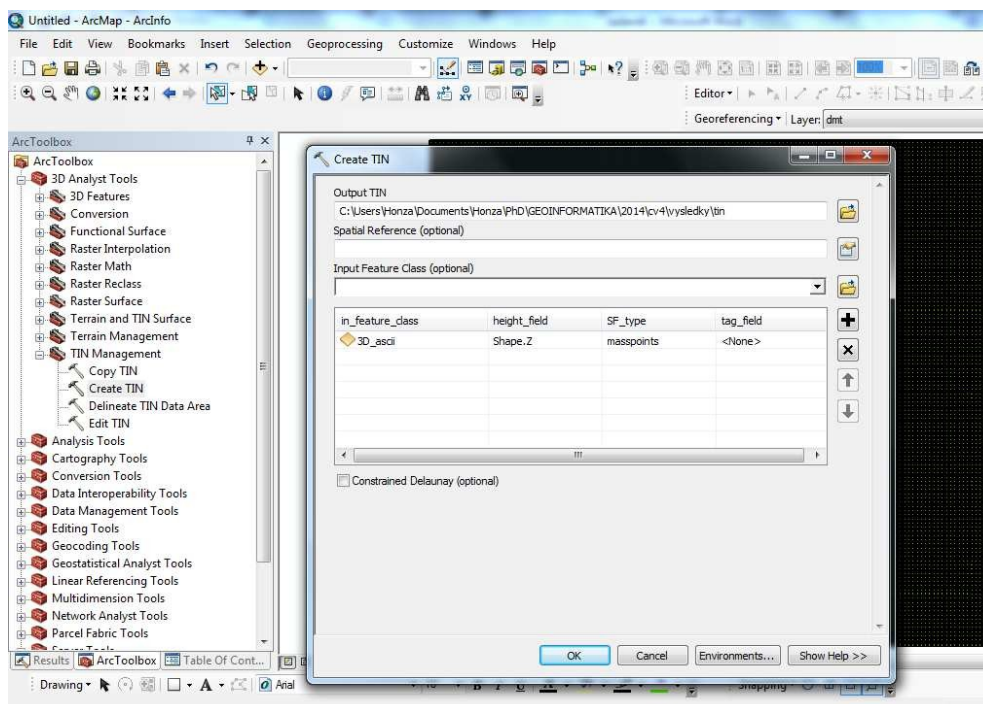 Untitled - ArcMap - ArcInfo
File Edit View Bookmarks Insert Selection Geoprocessing Customize Windows Help
Editor
Georeferencing Layer: dmt
ArcToolbox
ArcToolbox
3D Analyst Tools
3D Features
Conversion
Functional Surface
Raster Interpolation
Raster Math
Raster Reclass
Raster Surface
Terrain and TIN Surface
Terrain Management
TIN Management
Copy TIN
Create TIN
Delineate TIN Data Area
Edit TIN
Analysis Tools
Cartography Tools
Conversion Tools
Data Interoperability Tools
Data Management Tools
Editing Tools
Geocoding Tools
Geostatistical Analyst Tools
Linear Referencing Tools
Multidimension Tools
Network Analyst Tools
Parcel Fabric Tools
Results ArcToolbox Table Of Cont...
Drawing A Arial
Create TIN
Output TIN
C:\Users\Honza\Documents\Honza\PhD\GEOINFORMATIKA\2014\cv4\vysledky\tin
Spatial Reference (optional)
Input Feature Class (optional)
in_feature_class height_field SF_type tag_field
3D_ascii Shape.Z masspoints <None>
Constrained Delaunay (optional)
OK Cancel Environments... Show Help >>